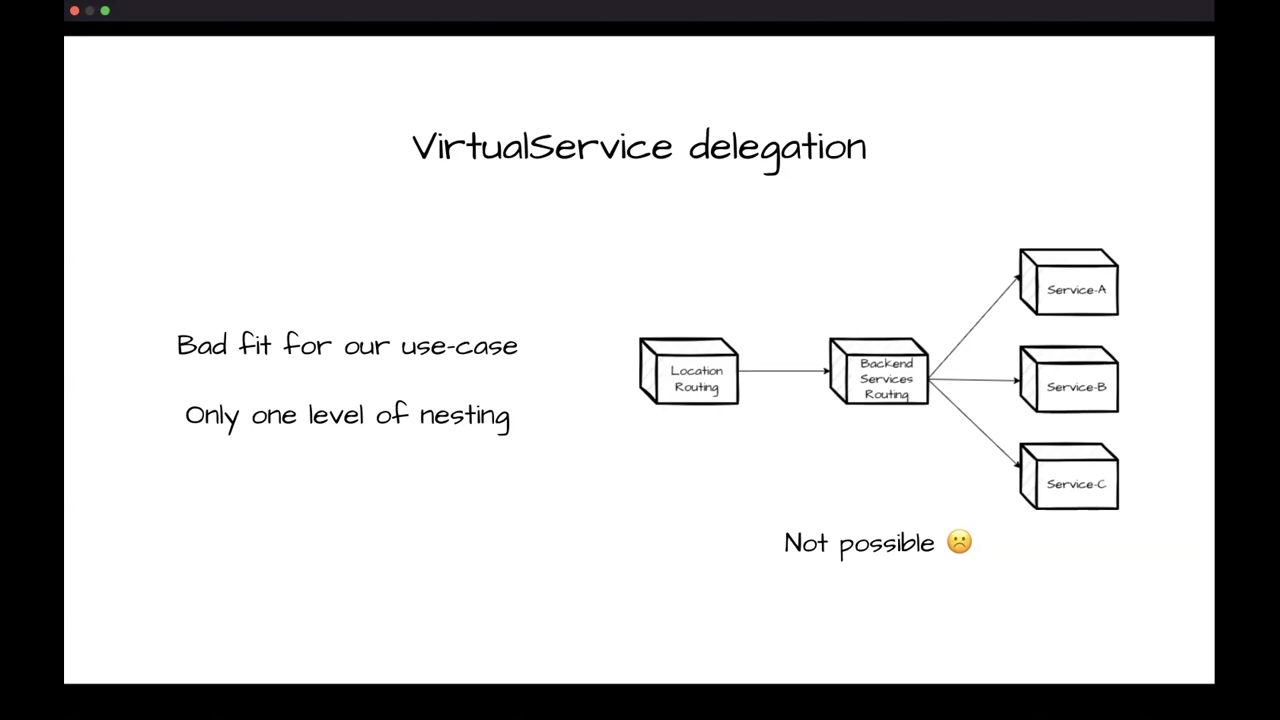 VirtualService delegation
Bad fit for our use-case
Only one level of nesting
Location
Routing
Backend
Services
Routing
Service-A
Service-B
Service-C
Not possible ☹️